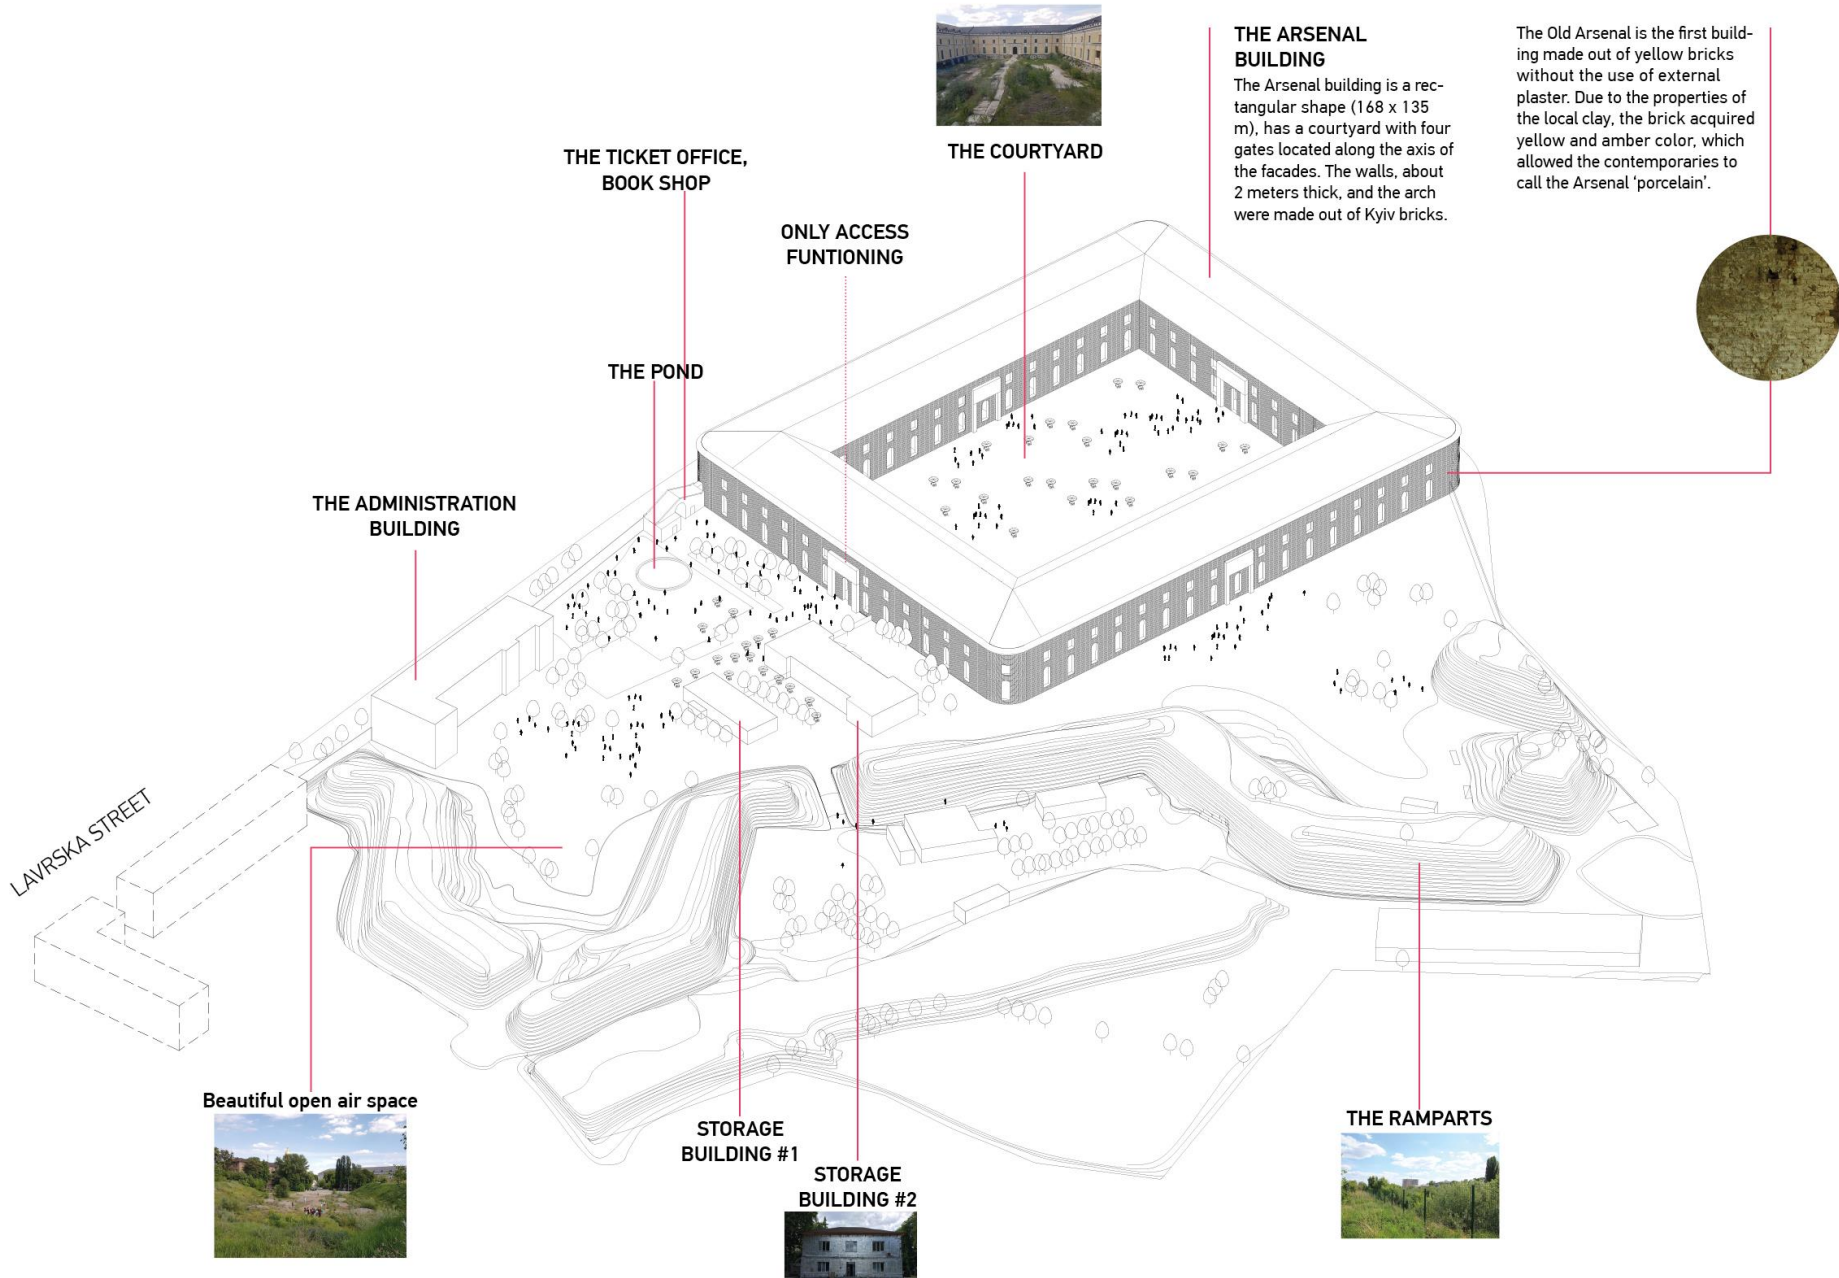 THE ARSENAL
BUILDING
The Arsenal building is a rec-
tangular shape (168 x 135
m), has a courtyard with four
gates located along the axis of
the facades. The walls, about
2 meters thick, and the arch
were made out of Kyiv bricks.
The Old Arsenal is the first build-
ing made out of yellow bricks
without the use of external
plaster. Due to the properties of
the local clay, the brick acquired
yellow and amber color, which
allowed the contemporaries to
call the Arsenal ‘porcelain’.
THE COURTYARD
THE TICKET OFFICE,
BOOK SHOP
ONLY ACCESS
FUNTIONING
THE POND
THE ADMINISTRATION
BUILDING
LAVRSKA STREET
Beautiful open air space
STORAGE
BUILDING #1
STORAGE
BUILDING #2
THE RAMPARTS